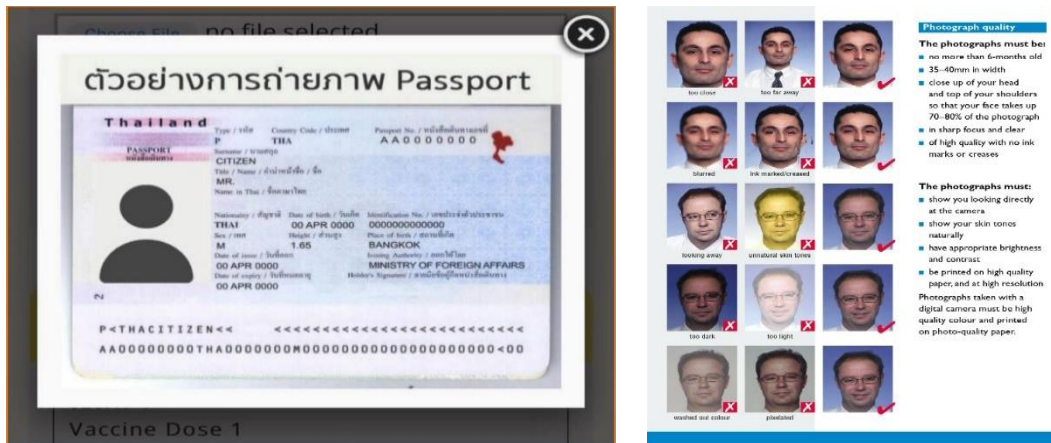 Choose File no file selected
ตัวอย่างการถ่ายภาพ Passport
Thailand
PASSPORT
หนังสือเดินทาง
Type / ชนิด Country Code / ประเทศ Passport No. / หนังสือเดินทางเลขที่
P THA AA0000000
Surname / นามสกุล
CITIZEN
Title / Name / คำนำหน้าชื่อ / ชื่อ
MR.
Name in Thai / ชื่อภาษาไทย
Nationality / สัญชาติ Date of birth / วันเกิด Identification No. / เลขประจำตัวประชาชน
THAI 00 APR 0000 0000000000000
Sex / เพศ Height / ส่วนสูง Place of birth / สถานที่เกิด
M 1.65 BANGKOK
Date of issue / วันที่ออก Issuing Authority / ออกให้โดย
00 APR 0000 MINISTRY OF FOREIGN AFFAIRS
Date of expiry / วันที่หมดอายุ
00 APR 0000
2
P<THACITIZEN<<
Vaccine Dose 1
too close
too far away
blurred
ink marked/creased
looking away
unnatural skin tones
too dark
too light
washed out colour
pixelated
Photograph quality
The photographs must be:
no more than 6-months old
35–40mm in width
close up of your head
and top of your shoulders
so that your face takes up
70–80% of the photograph
in sharp focus and clear
of high quality with no ink
marks or creases
The photographs must:
show you looking directly
at the camera
show your skin tones
naturally
have appropriate brightness
and contrast
be printed on high quality
paper, and at high resolution
Photographs taken with a
digital camera must be high
quality colour and printed
on photo-quality paper.